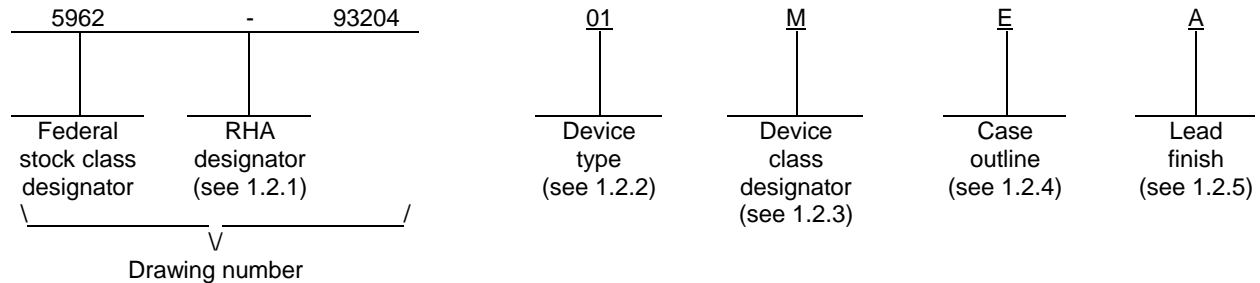 5962 - 93204 01 M E A
Federal RHA Device Device Case Lead
stock class designator type class outline finish
designator (see 1.2.1) (see 1.2.2) designator (see 1.2.4) (see 1.2.5)
(see 1.2.3)
\ /
\/
Drawing number